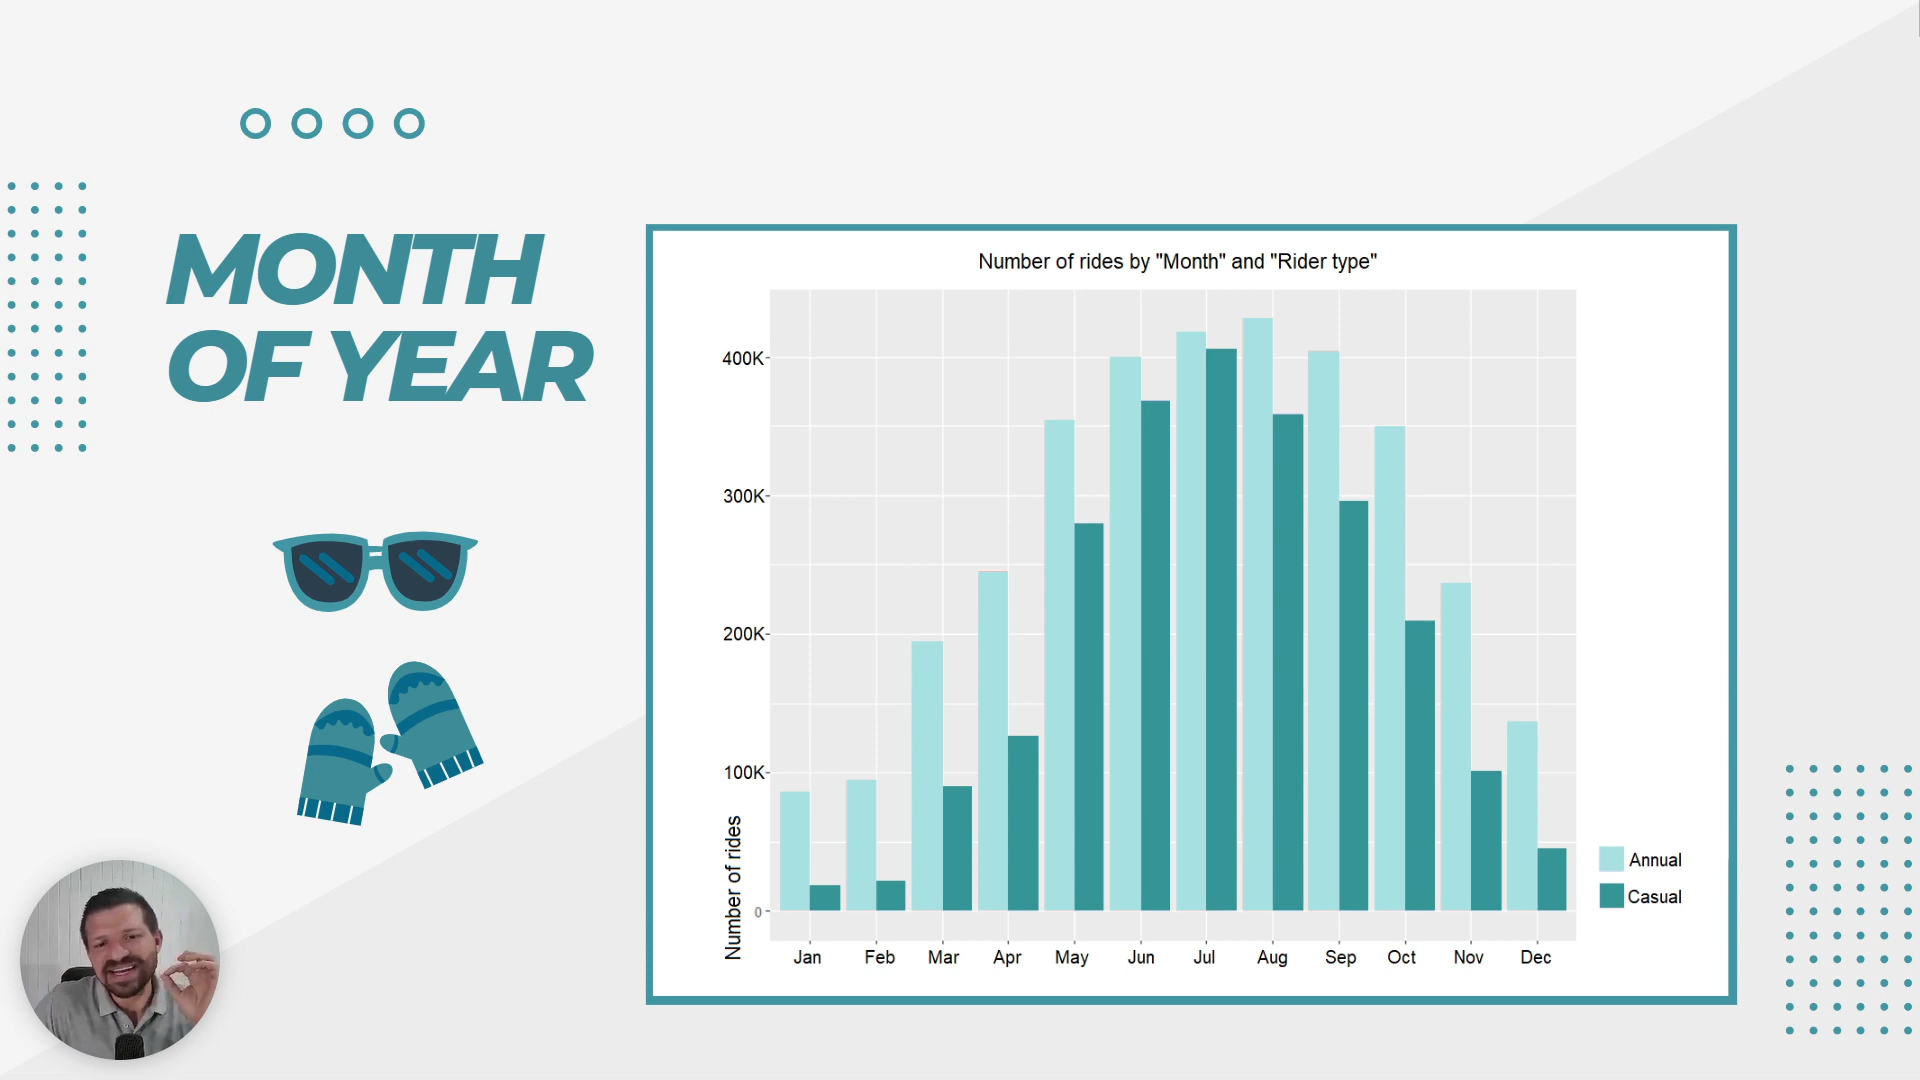 MONTH
OF YEAR
Number of rides by "Month" and "Rider type"
400K
300K
200K
100K
0
Number of rides
Jan Feb Mar Apr May Jun Jul Aug Sep Oct Nov Dec
Annual
Casual